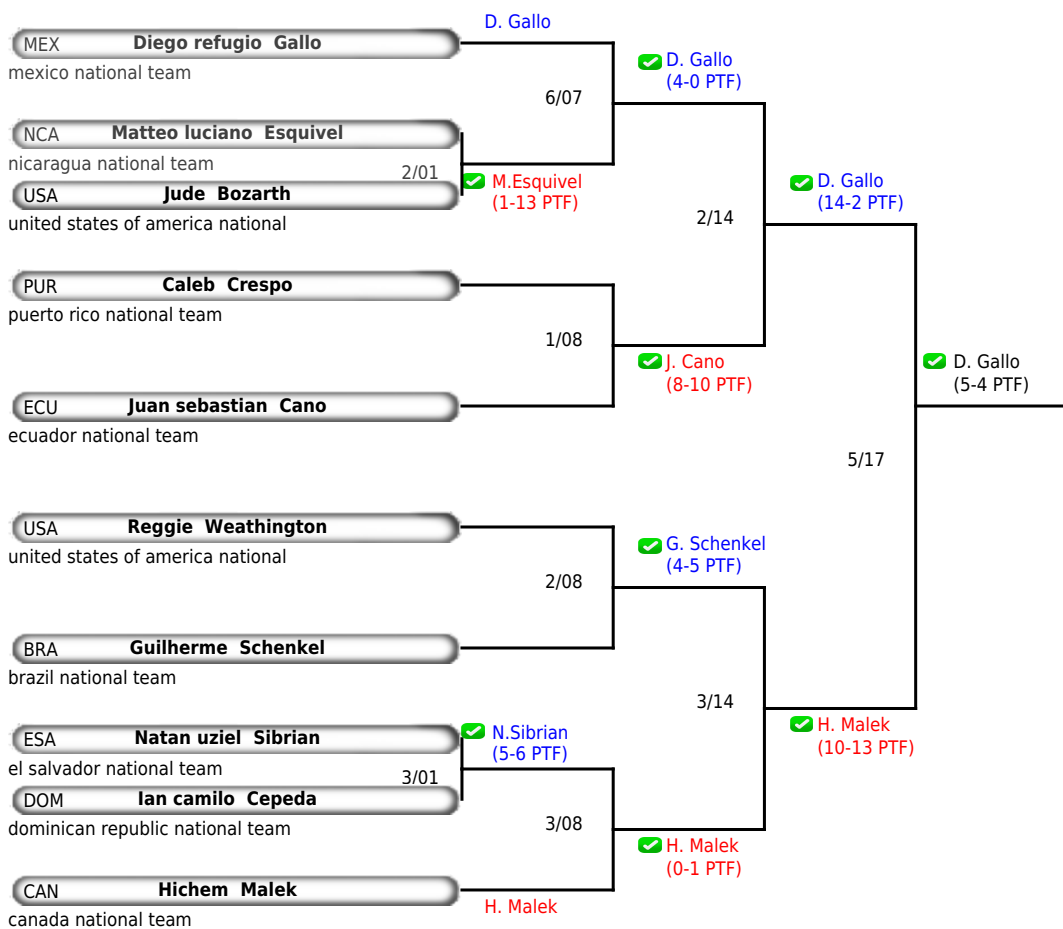 D. Gallo
MEX Diego refugio Gallo
mexico national team
D. Gallo
(4-0 PTF)
6/07
NCA Matteo luciano Esquivel
nicaragua national team
2/01
M.Esquivel
(1-13 PTF)
USA Jude Bozarth
united states of america national
D. Gallo
(14-2 PTF)
2/14
PUR Caleb Crespo
puerto rico national team
1/08
J. Cano
(8-10 PTF)
D. Gallo
(5-4 PTF)
ECU Juan sebastian Cano
ecuador national team
5/17
USA Reggie Weathington
united states of america national
G. Schenkel
(4-5 PTF)
2/08
BRA Guilherme Schenkel
brazil national team
3/14
ESA Natan uziel Sibrian
el salvador national team
N.Sibrian
(5-6 PTF)
H. Malek
(10-13 PTF)
3/01
DOM Ian camilo Cepeda
dominican republic national team
3/08
H. Malek
(0-1 PTF)
CAN Hichem Malek
canada national team
H. Malek